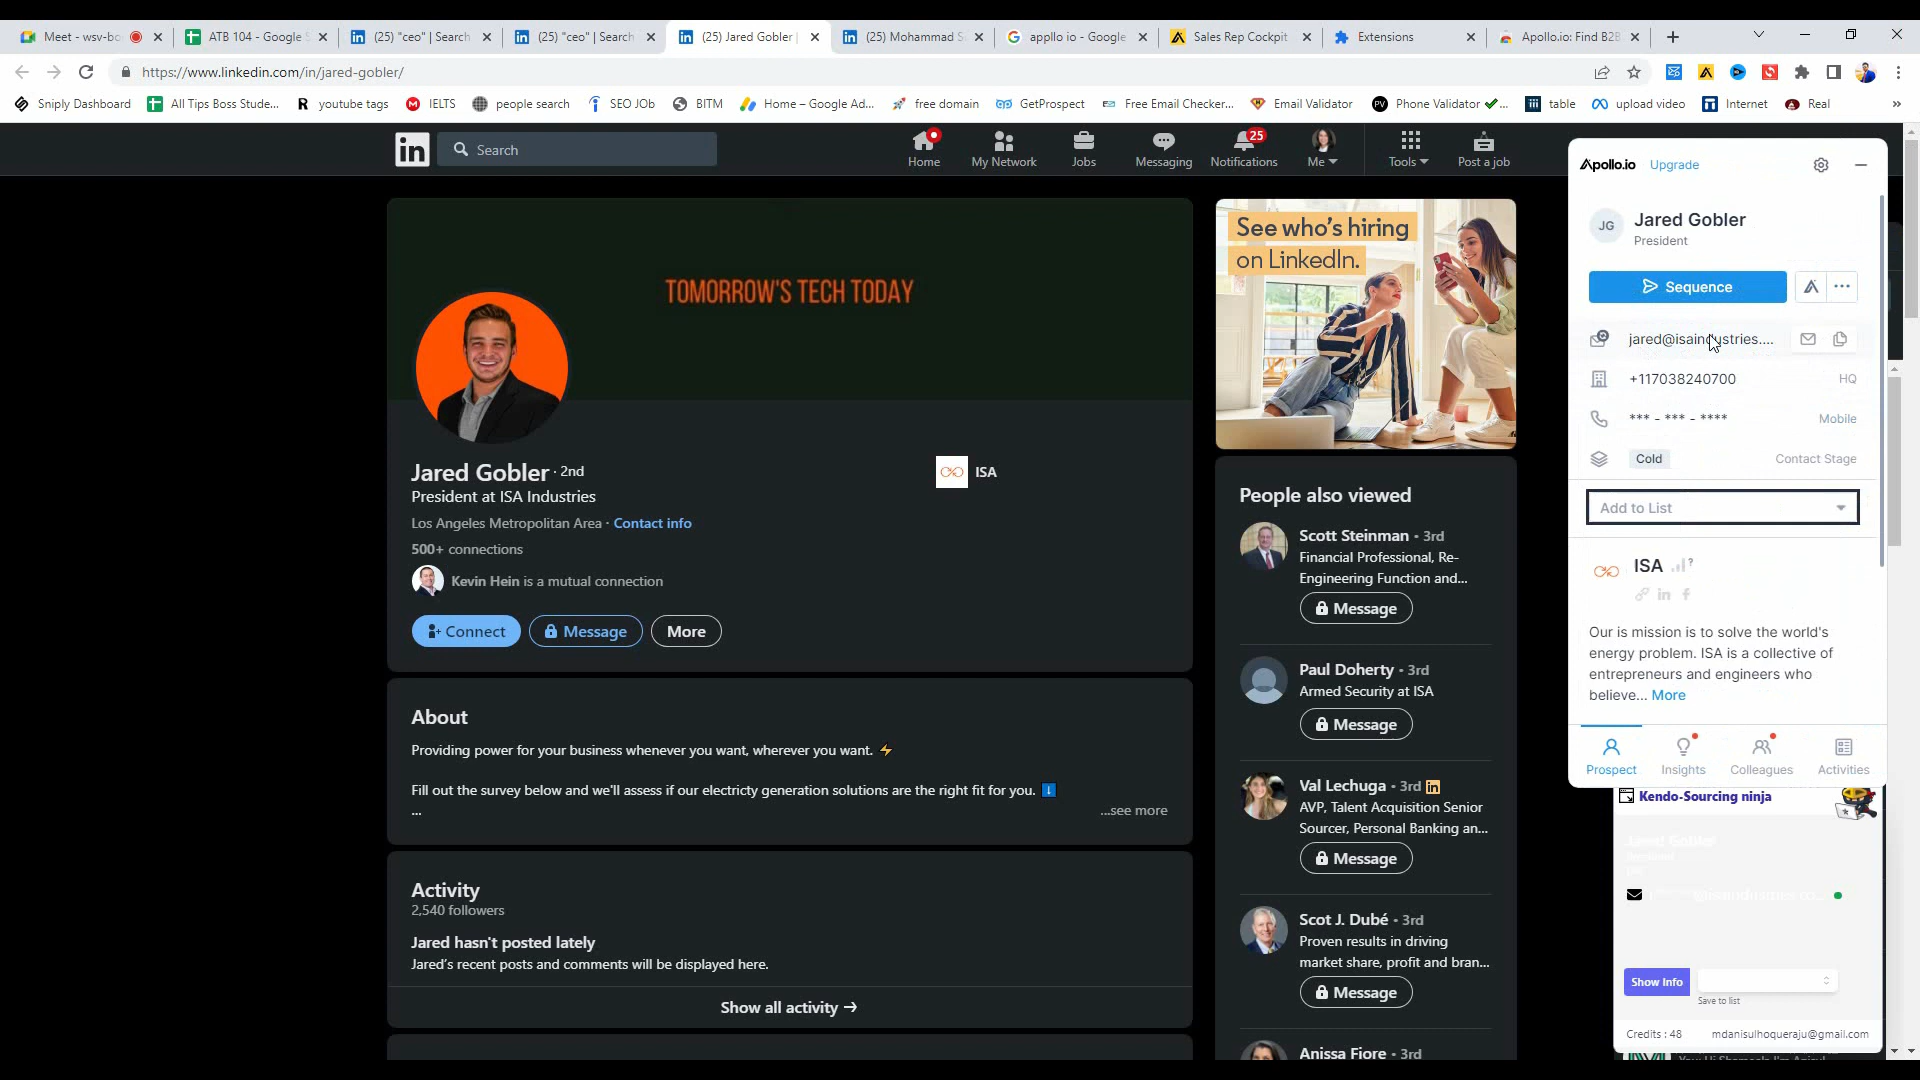 Meet - wsv-bo
ATB 104 - Google S
(25) "ceo" | Search
(25) "ceo" | Search
(25) Jared Gobler |
(25) Mohammad S
appllo io - Google
Sales Rep Cockpit
Extensions
Apollo.io: Find B2B
https://www.linkedin.com/in/jared-gobler/
Sniply Dashboard
All Tips Boss Stude...
youtube tags
IELTS
people search
SEO JOb
BITM
Home – Google Ad...
free domain
GetProspect
Free Email Checker...
Email Validator
Phone Validator ✔...
table
upload video
Internet
Real
in
Search
Home
My Network
Jobs
Messaging
25
Notifications
Me
Tools
Post a job
TOMORROW'S TECH TODAY
Jared Gobler · 2nd
President at ISA Industries
Los Angeles Metropolitan Area · Contact info
500+ connections
Kevin Hein is a mutual connection
ISA
Connect
Message
More
About
Providing power for your business whenever you want, wherever you want. ⚡
Fill out the survey below and we'll assess if our electricty generation solutions are the right fit for you. ⬇
...
...see more
Activity
2,540 followers
Jared hasn't posted lately
Jared's recent posts and comments will be displayed here.
Show all activity →
See who's hiring
on LinkedIn.
People also viewed
Scott Steinman • 3rd
Financial Professional, Re-
Engineering Function and...
Message
Paul Doherty • 3rd
Armed Security at ISA
Message
Val Lechuga • 3rd
AVP, Talent Acquisition Senior
Sourcer, Personal Banking an...
Message
Scot J. Dubé • 3rd
Proven results in driving
market share, profit and bran...
Message
Anissa Fiore • 3rd
Apollo.io
Upgrade
JG
Jared Gobler
President
Sequence
jared@isaindustries....
+117038240700
HQ
*** - *** - ****
Mobile
Cold
Contact Stage
Add to List
ISA
Our is mission is to solve the world's
energy problem. ISA is a collective of
entrepreneurs and engineers who
believe... More
Prospect
Insights
Colleagues
Activities
Kendo-Sourcing ninja
Jared Gobler
Show Info
Save to list
Credits : 48
mdanisulhoqueraju@gmail.com